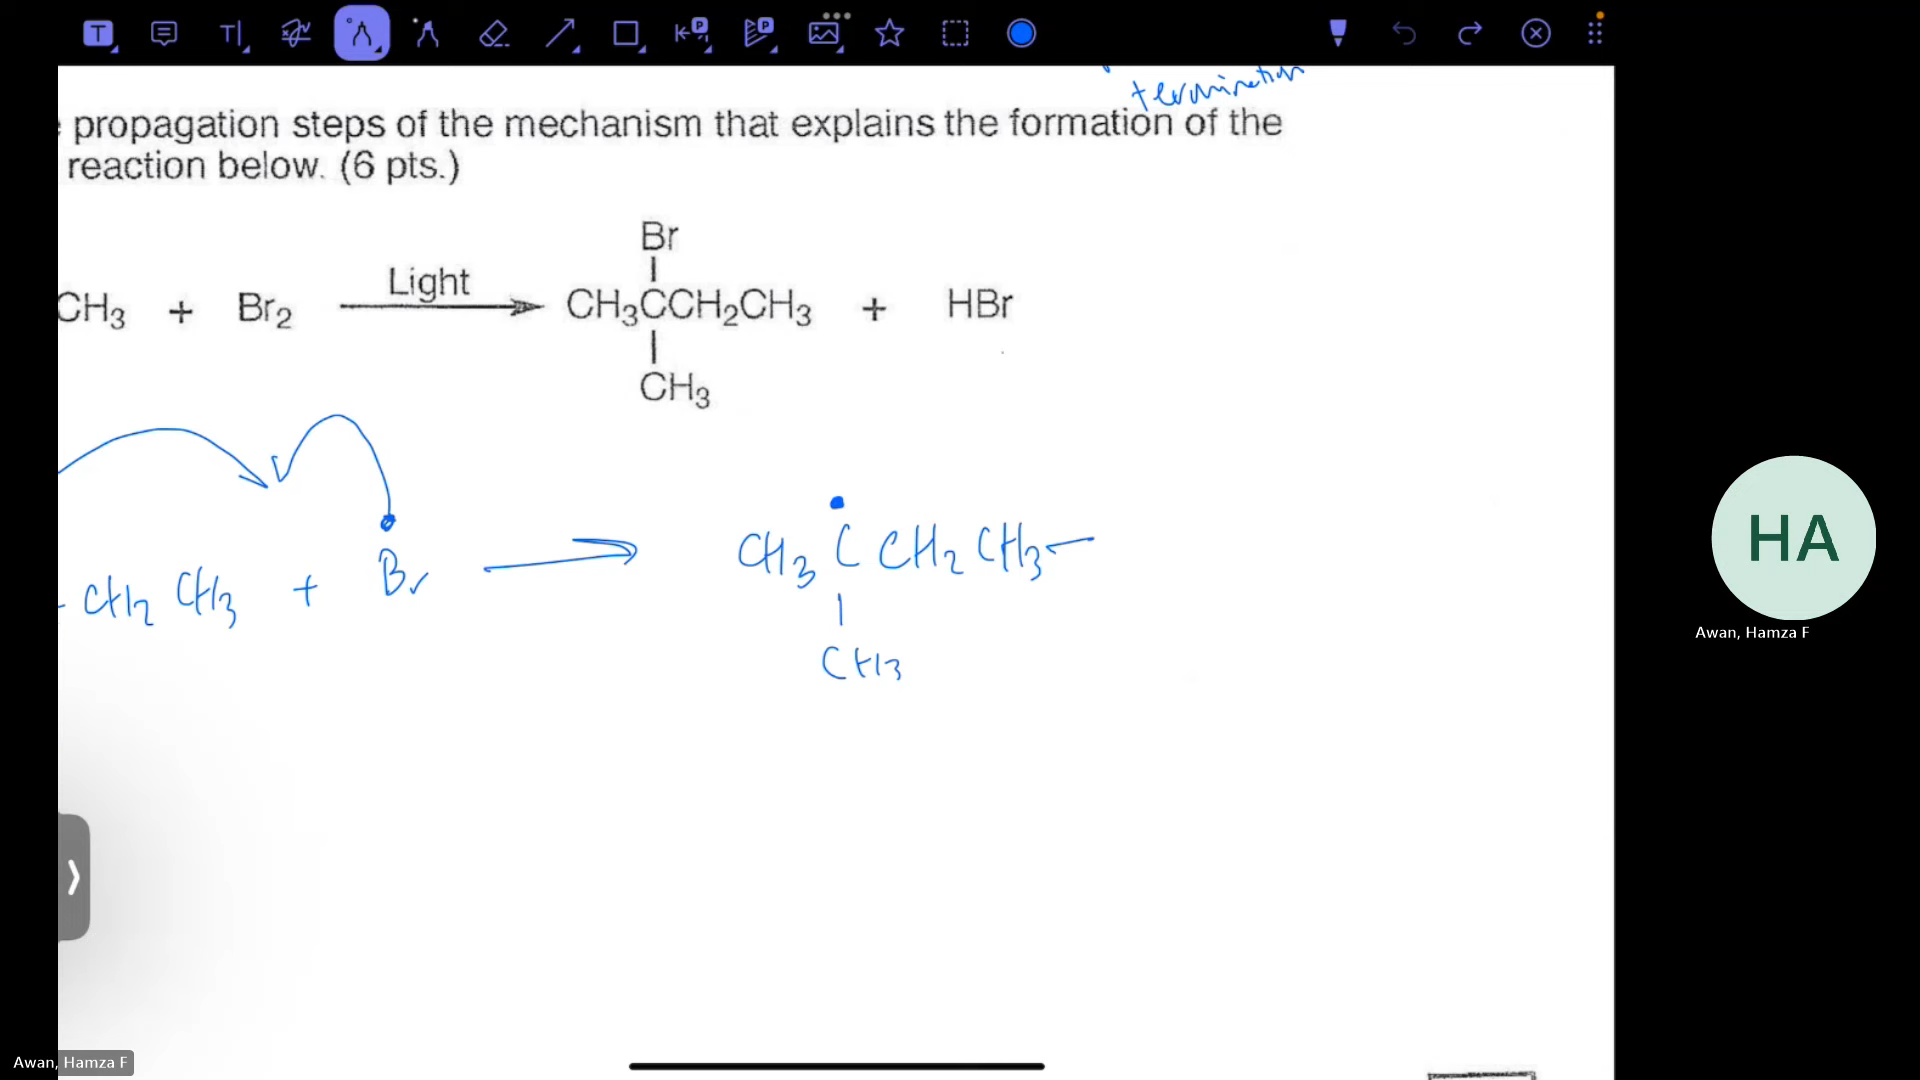 termination
propagation steps of the mechanism that explains the formation of the
reaction below. (6 pts.)
Br
CH3 + Br2 Light CH3CCH2CH3 + HBr
CH3
- CH2 CH3 + Br CH3 C CH2 CH3
CH3
HA
Awan, Hamza F
Awan, Hamza F